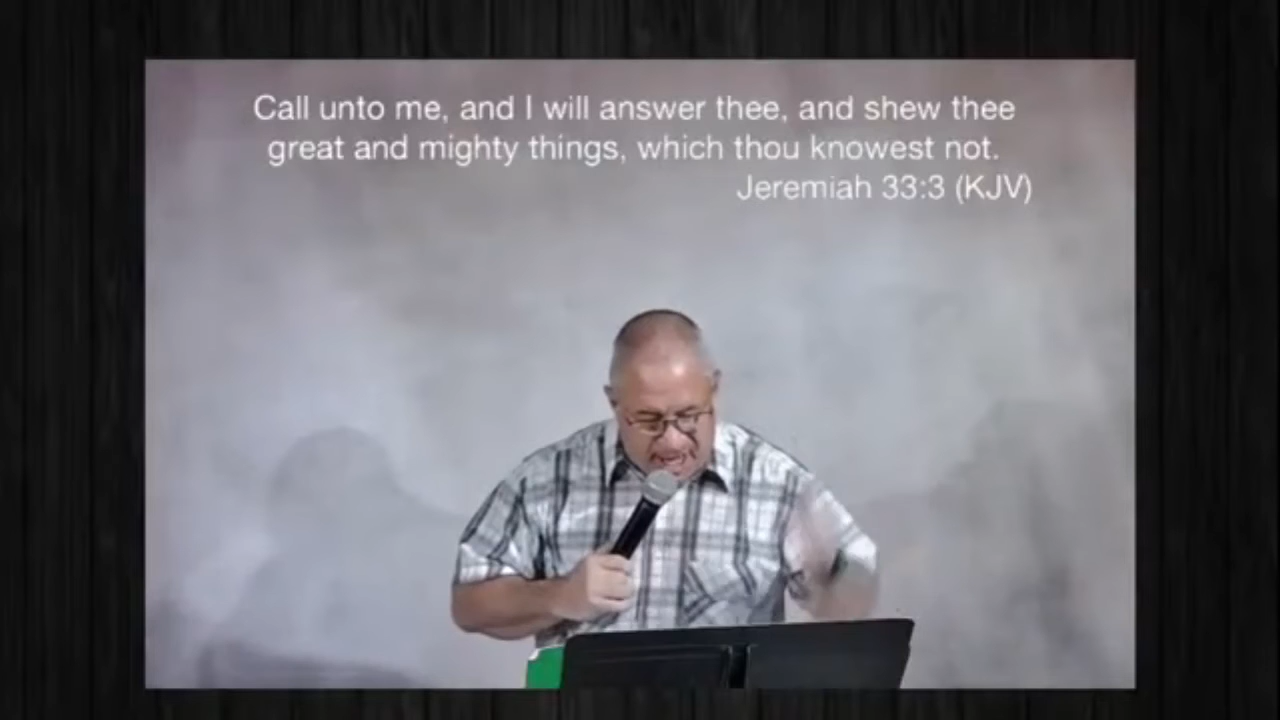 Call unto me, and I will answer thee, and shew thee
great and mighty things, which thou knowest not.
Jeremiah 33:3 (KJV)